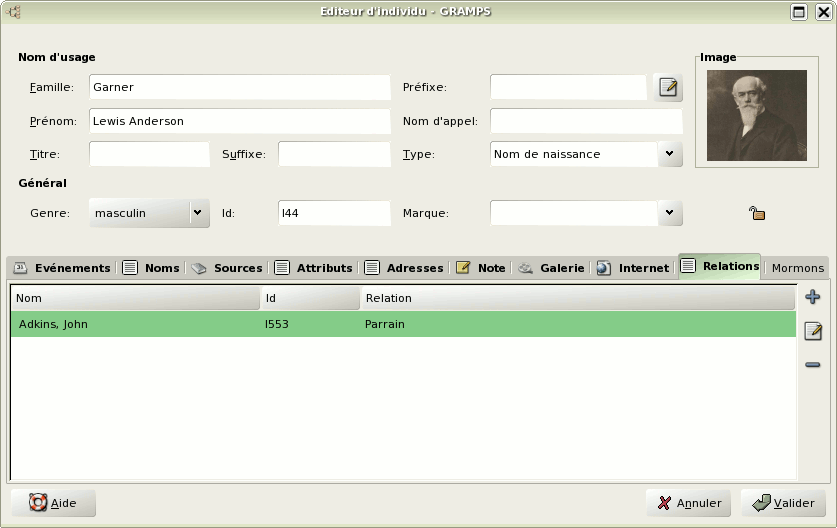 Editeur d'individu - GRAMPS
Nom d'usage
Image
Famille: Garner Préfixe:
Prénom: Lewis Anderson Nom d'appel:
Titre: Suffixe: Type: Nom de naissance
Général
Genre: masculin Id: I44 Marque:
Evénements Noms Sources Attributs Adresses Note Galerie Internet Relations Mormons
Nom Id Relation
Adkins, John I553 Parrain
Aide Annuler Valider